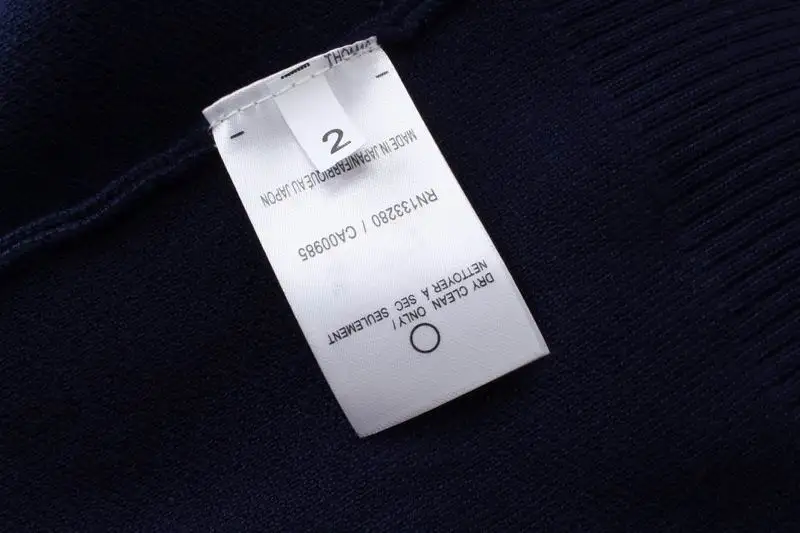 2
MADE IN JAPAN/FABRIQUÉ AU JAPON
RN133280 / CA00985
DRY CLEAN ONLY/
NETTOYER À SEC SEULEMENT